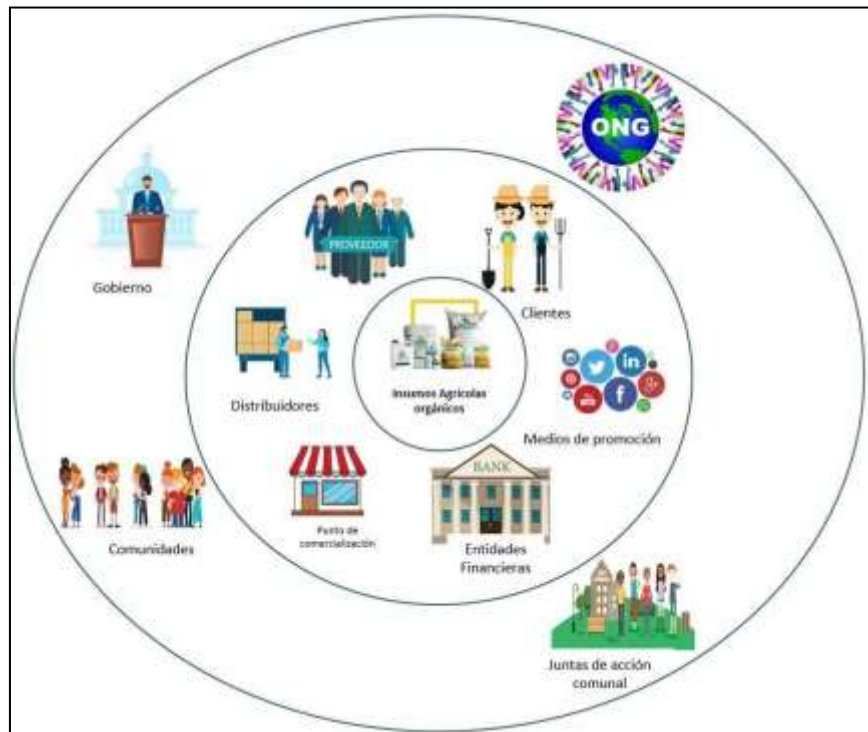 ONG
Gobierno
PROVEEDOR
Clientes
Distribuidores
Insumos Agrícolas
orgánicos
in
f
g+
Medios de promoción
BANK
Comunidades
Punto de
comercialización
Entidades
Financieras
Juntas de acción
comunal